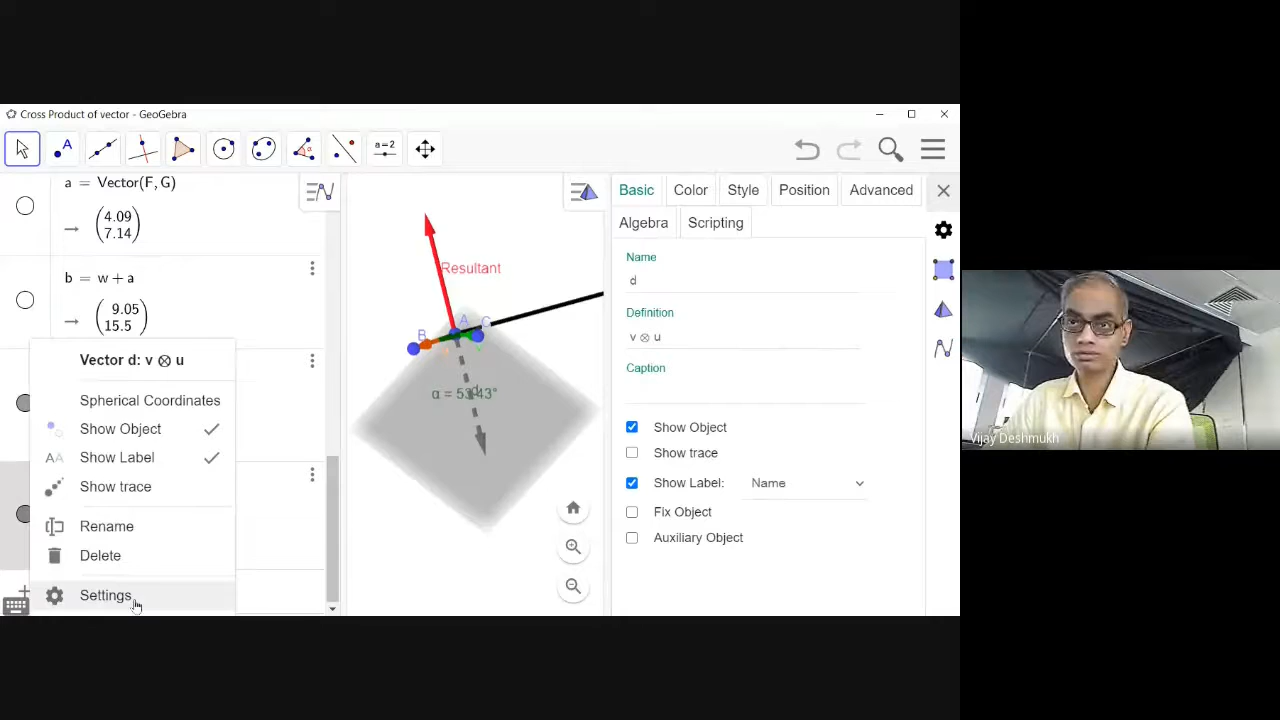 Cross Product of vector - GeoGebra
A
a=2
a = Vector(F, G)
→ (4.09
7.14)
b = w + a
→ (9.05
15.5)
Vector d: v ⊗ u
Spherical Coordinates
Show Object
AA Show Label
Show trace
Rename
Delete
Settings
+
Resultant
A
C
B
α = 53.43°
d
Basic
Color
Style
Position
Advanced
Algebra
Scripting
Name
d
Definition
v ⊗ u
Caption
Show Object
Show trace
Show Label: Name
Fix Object
Auxiliary Object
Vijay Deshmukh